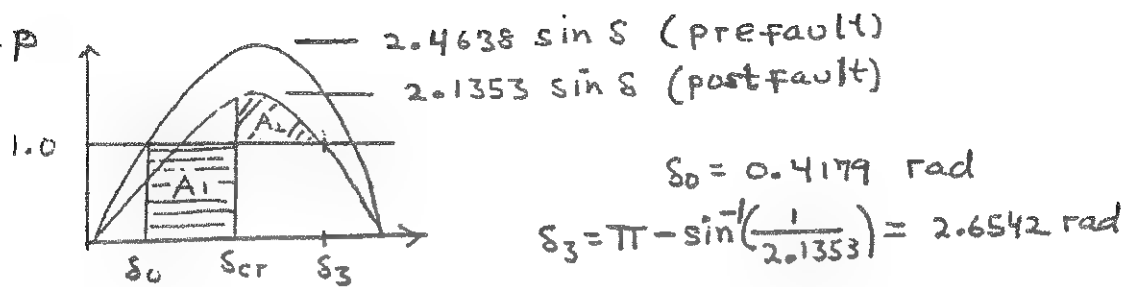 P
2.4638 sin δ (prefault)
2.1353 sin δ (postfault)
1.0
A₁
A₂
δ₀ = 0.4179 rad
δ₃ = π - sin⁻¹(1/2.1353) = 2.6542 rad
δ₀ δcr δ₃